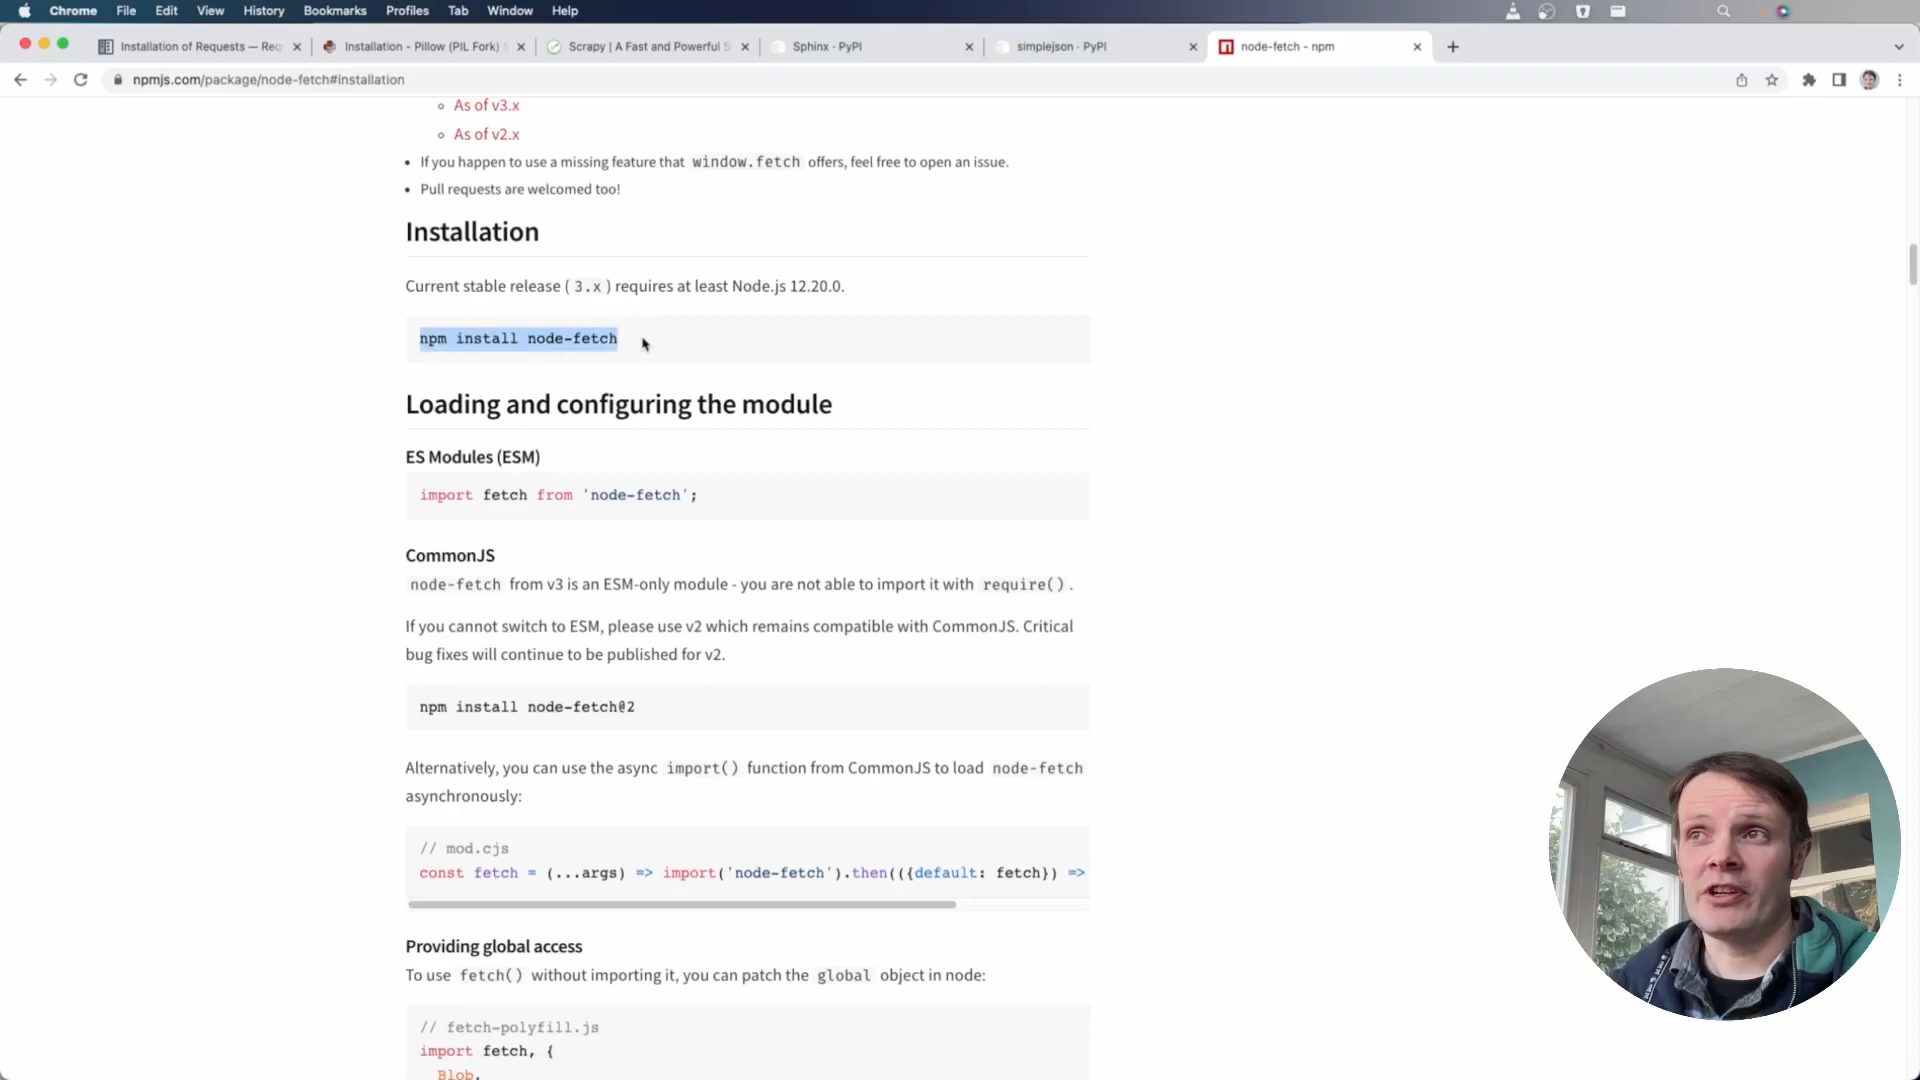 Chrome File Edit View History Bookmarks Profiles Tab Window Help
Installation of Requests — Req
Installation - Pillow (PIL Fork)
Scrapy | A Fast and Powerful
Sphinx · PyPI
simplejson · PyPI
node-fetch - npm
npmjs.com/package/node-fetch#installation
As of v3.x
As of v2.x
If you happen to use a missing feature that window.fetch offers, feel free to open an issue.
Pull requests are welcomed too!
Installation
Current stable release ( 3.x ) requires at least Node.js 12.20.0.
npm install node-fetch
Loading and configuring the module
ES Modules (ESM)
import fetch from 'node-fetch';
CommonJS
node-fetch from v3 is an ESM-only module - you are not able to import it with require() .
If you cannot switch to ESM, please use v2 which remains compatible with CommonJS. Critical
bug fixes will continue to be published for v2.
npm install node-fetch@2
Alternatively, you can use the async import() function from CommonJS to load node-fetch
asynchronously:
// mod.cjs
const fetch = (...args) => import('node-fetch').then(({default: fetch}) =>
Providing global access
To use fetch() without importing it, you can patch the global object in node:
// fetch-polyfill.js
import fetch, {
Blob,